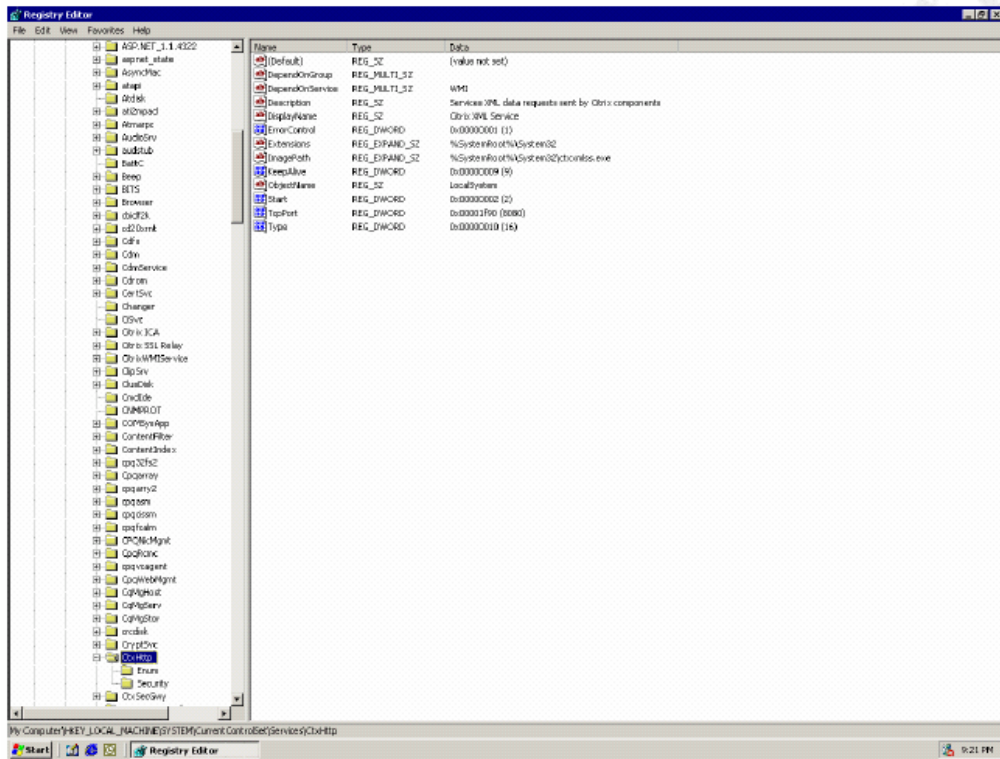 Registry Editor
File Edit View Favorites Help
ASP.NET_1.1.4322
aspnet_state
AsyncMac
atapi
Atdisk
ati2mpad
Atmarpc
AudioSrv
audstub
BattC
Beep
BITS
Browser
cbidf2k
cd20xrnt
Cdfs
Cdm
CdmService
Cdrom
CertSvc
Changer
CISvc
Citrix ICA
Citrix SSL Relay
CitrixWMIService
ClipSrv
ClusDisk
CmdIde
CNMPROT
COMSysApp
ContentFilter
ContentIndex
cpq32fs2
Cpqarray
cpqarry2
cpqasm
cpqcissm
cpqfcalm
CPQNicMgmt
CpqRcmc
cpqvcagent
CpqWebMgmt
CqMgHost
CqMgServ
CqMgStor
crcdisk
CryptSvc
CtxHttp
Enum
Security
CtxSecGwy
Name Type Data
(Default) REG_SZ (value not set)
DependOnGroup REG_MULTI_SZ
DependOnService REG_MULTI_SZ WMI
Description REG_SZ Services XML data requests sent by Citrix components
DisplayName REG_SZ Citrix XML Service
ErrorControl REG_DWORD 0x00000001 (1)
Extensions REG_EXPAND_SZ %SystemRoot%\System32
ImagePath REG_EXPAND_SZ %SystemRoot%\System32\ctxxmlss.exe
KeepAlive REG_DWORD 0x00000009 (9)
ObjectName REG_SZ LocalSystem
Start REG_DWORD 0x00000002 (2)
TcpPort REG_DWORD 0x00001f90 (8080)
Type REG_DWORD 0x00000010 (16)
My Computer\HKEY_LOCAL_MACHINE\SYSTEM\CurrentControlSet\Services\CtxHttp
Start Registry Editor 9:21 PM